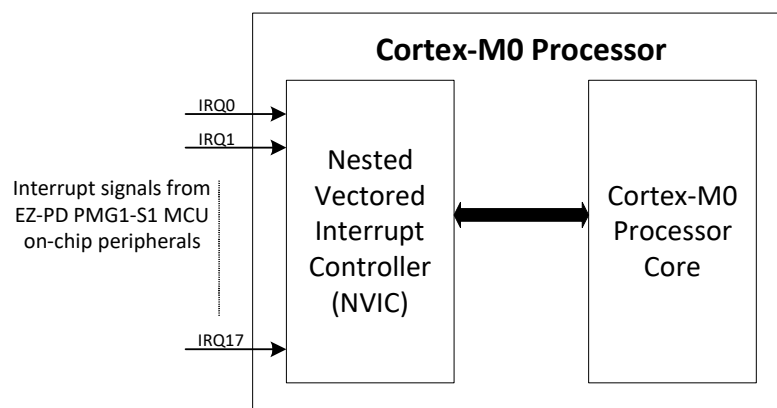 Cortex-M0 Processor
IRQ0
IRQ1
Interrupt signals from
EZ-PD PMG1-S1 MCU
on-chip peripherals
IRQ17
Nested
Vectored
Interrupt
Controller
(NVIC)
Cortex-M0
Processor
Core